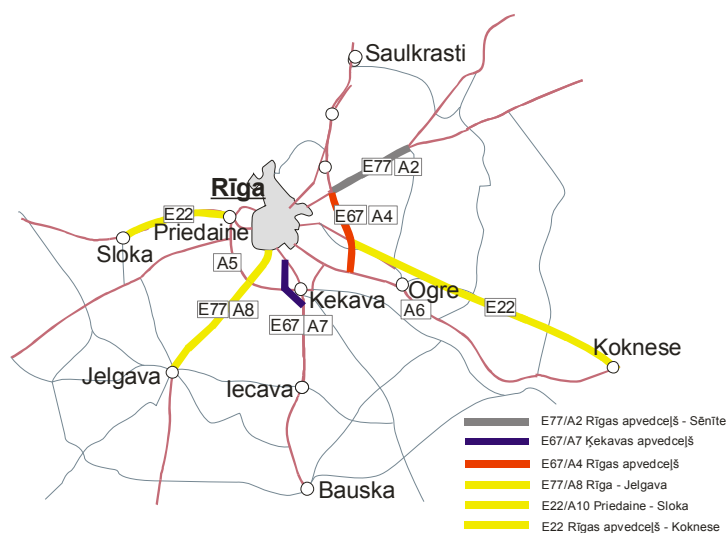 Saulkrasti
E77 A2
Rīga
E67 A4
E22
Priedaine
Sloka
A5
E77 A8
Ķekava
Ogre
A6
E22
E67 A7
Koknese
Jelgava
Iecava
Bauska
E77/A2 Rīgas apvedceļš - Sēnīte
E67/A7 Ķekavas apvedceļš
E67/A4 Rīgas apvedceļš
E77/A8 Rīga - Jelgava
E22/A10 Priedaine - Sloka
E22 Rīgas apvedceļš - Koknese